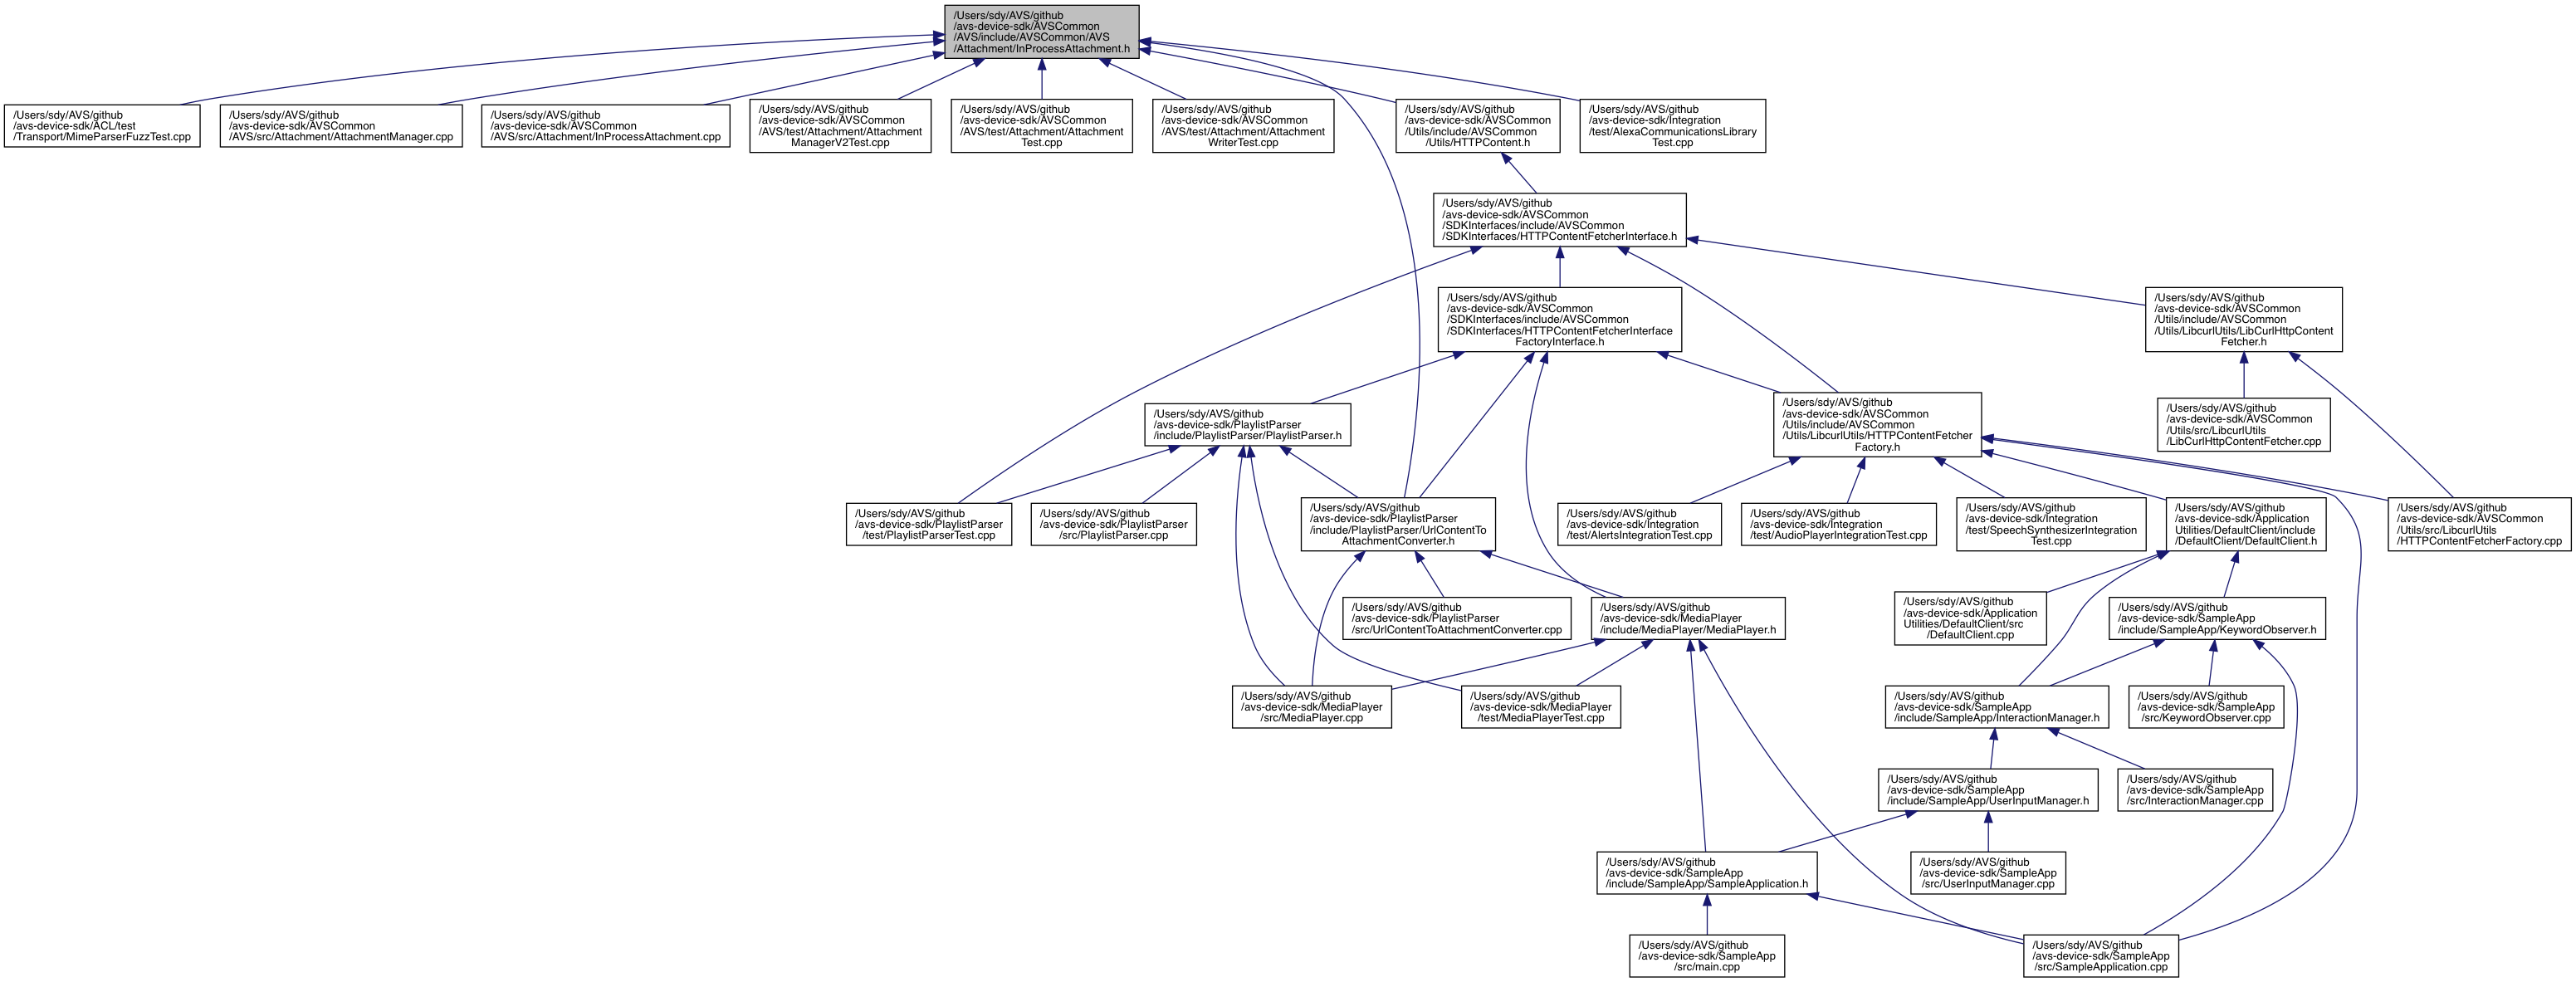 /Users/sdy/AVS/github
/avs-device-sdk/AVSCommon
/AVS/include/AVSCommon/AVS
/Attachment/InProcessAttachment.h
/Users/sdy/AVS/github
/avs-device-sdk/ACL/test
/Transport/MimeParserFuzzTest.cpp
/Users/sdy/AVS/github
/avs-device-sdk/AVSCommon
/AVS/src/Attachment/AttachmentManager.cpp
/Users/sdy/AVS/github
/avs-device-sdk/AVSCommon
/AVS/src/Attachment/InProcessAttachment.cpp
/Users/sdy/AVS/github
/avs-device-sdk/AVSCommon
/AVS/test/Attachment/Attachment
ManagerV2Test.cpp
/Users/sdy/AVS/github
/avs-device-sdk/AVSCommon
/AVS/test/Attachment/Attachment
Test.cpp
/Users/sdy/AVS/github
/avs-device-sdk/AVSCommon
/AVS/test/Attachment/Attachment
WriterTest.cpp
/Users/sdy/AVS/github
/avs-device-sdk/AVSCommon
/Utils/include/AVSCommon
/Utils/HTTPContent.h
/Users/sdy/AVS/github
/avs-device-sdk/Integration
/test/AlexaCommunicationsLibrary
Test.cpp
/Users/sdy/AVS/github
/avs-device-sdk/AVSCommon
/SDKInterfaces/include/AVSCommon
/SDKInterfaces/HTTPContentFetcherInterface.h
/Users/sdy/AVS/github
/avs-device-sdk/AVSCommon
/SDKInterfaces/include/AVSCommon
/SDKInterfaces/HTTPContentFetcherInterface
FactoryInterface.h
/Users/sdy/AVS/github
/avs-device-sdk/AVSCommon
/Utils/include/AVSCommon
/Utils/LibcurlUtils/LibCurlHttpContent
Fetcher.h
/Users/sdy/AVS/github
/avs-device-sdk/PlaylistParser
/include/PlaylistParser/PlaylistParser.h
/Users/sdy/AVS/github
/avs-device-sdk/AVSCommon
/Utils/include/AVSCommon
/Utils/LibcurlUtils/HTTPContentFetcher
Factory.h
/Users/sdy/AVS/github
/avs-device-sdk/AVSCommon
/Utils/src/LibcurlUtils
/LibCurlHttpContentFetcher.cpp
/Users/sdy/AVS/github
/avs-device-sdk/PlaylistParser
/test/PlaylistParserTest.cpp
/Users/sdy/AVS/github
/avs-device-sdk/PlaylistParser
/src/PlaylistParser.cpp
/Users/sdy/AVS/github
/avs-device-sdk/PlaylistParser
/include/PlaylistParser/UrlContentTo
AttachmentConverter.h
/Users/sdy/AVS/github
/avs-device-sdk/Integration
/test/AlertsIntegrationTest.cpp
/Users/sdy/AVS/github
/avs-device-sdk/Integration
/test/AudioPlayerIntegrationTest.cpp
/Users/sdy/AVS/github
/avs-device-sdk/Integration
/test/SpeechSynthesizerIntegration
Test.cpp
/Users/sdy/AVS/github
/avs-device-sdk/Application
Utilities/DefaultClient/include
/DefaultClient/DefaultClient.h
/Users/sdy/AVS/github
/avs-device-sdk/AVSCommon
/Utils/src/LibcurlUtils
/HTTPContentFetcherFactory.cpp
/Users/sdy/AVS/github
/avs-device-sdk/PlaylistParser
/src/UrlContentToAttachmentConverter.cpp
/Users/sdy/AVS/github
/avs-device-sdk/MediaPlayer
/include/MediaPlayer/MediaPlayer.h
/Users/sdy/AVS/github
/avs-device-sdk/Application
Utilities/DefaultClient/src
/DefaultClient.cpp
/Users/sdy/AVS/github
/avs-device-sdk/SampleApp
/include/SampleApp/KeywordObserver.h
/Users/sdy/AVS/github
/avs-device-sdk/MediaPlayer
/src/MediaPlayer.cpp
/Users/sdy/AVS/github
/avs-device-sdk/MediaPlayer
/test/MediaPlayerTest.cpp
/Users/sdy/AVS/github
/avs-device-sdk/SampleApp
/include/SampleApp/InteractionManager.h
/Users/sdy/AVS/github
/avs-device-sdk/SampleApp
/src/KeywordObserver.cpp
/Users/sdy/AVS/github
/avs-device-sdk/SampleApp
/include/SampleApp/UserInputManager.h
/Users/sdy/AVS/github
/avs-device-sdk/SampleApp
/src/InteractionManager.cpp
/Users/sdy/AVS/github
/avs-device-sdk/SampleApp
/include/SampleApp/SampleApplication.h
/Users/sdy/AVS/github
/avs-device-sdk/SampleApp
/src/UserInputManager.cpp
/Users/sdy/AVS/github
/avs-device-sdk/SampleApp
/src/main.cpp
/Users/sdy/AVS/github
/avs-device-sdk/SampleApp
/src/SampleApplication.cpp